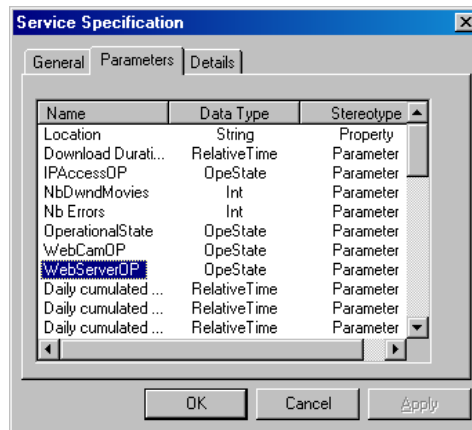 Service Specification
General Parameters Details
Name Data Type Stereotype
Location String Property
Download Durati... RelativeTime Parameter
IPAccessOP OpeState Parameter
NbDwndMovies Int Parameter
Nb Errors Int Parameter
OperationalState OpeState Parameter
WebCamOP OpeState Parameter
WebServerOP OpeState Parameter
Daily cumulated ... RelativeTime Parameter
Daily cumulated ... RelativeTime Parameter
Daily cumulated ... RelativeTime Parameter
OK Cancel Apply